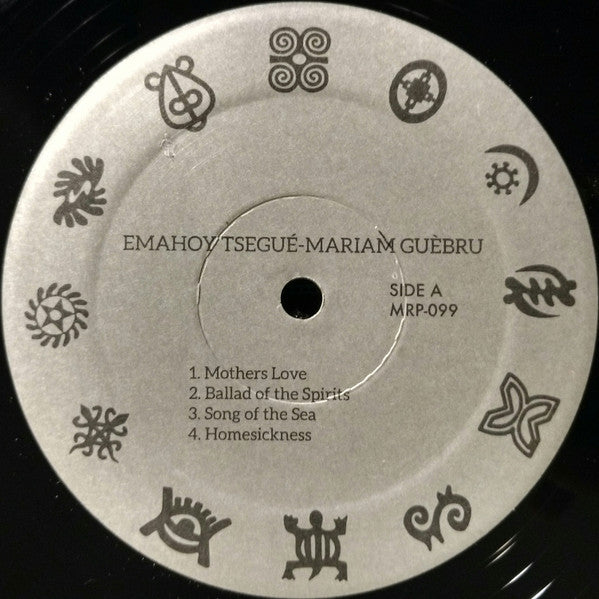 EMAHOY TSEGUÉ-MARIAM GUÈBRU
SIDE A
MRP-099
1. Mothers Love
2. Ballad of the Spirits
3. Song of the Sea
4. Homesickness